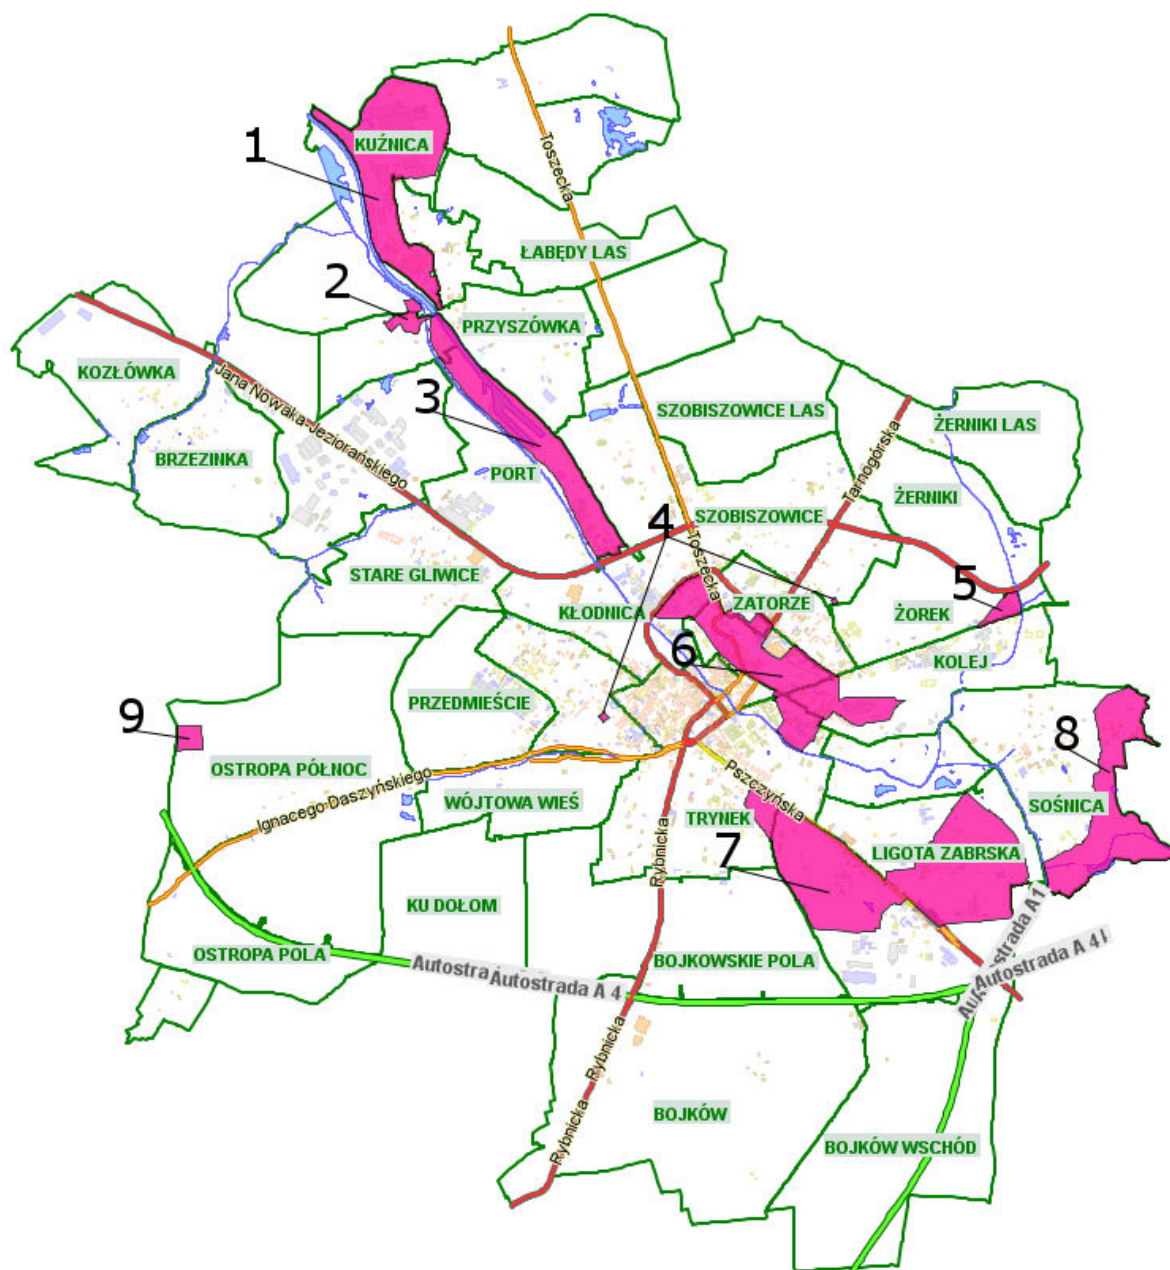 KUŹNICA
1
Toszecka
ŁABĘDY LAS
2
PRZYSZÓWKA
KOZŁÓWKA
Jana Nowaka-Jeziorańskiego
3
SZOBISZOWICE LAS
ŻERNIKI LAS
Tarnogórska
BRZEZINKA
PORT
ŻERNIKI
SZOBISZOWICE
4
Toszecka
STARE GLIWICE
5
KŁODNICA
ZATORZE
ŻOREK
6
KOLEJ
PRZEDMIEŚCIE
9
OSTROPA PÓŁNOC
8
Ignacego Daszyńskiego
WÓJTOWA WIEŚ
Pszczyńska
SOŚNICA
TRYNEK
7
LIGOTA ZABRSKA
Rybnicka
KU DOŁOM
OSTROPA POLA
BOJKOWSKIE POLA
Autostrada A 4
Autostrada A 4
strada A1
Rybnicka
Rybnicka
BOJKÓW
BOJKÓW WSCHÓD